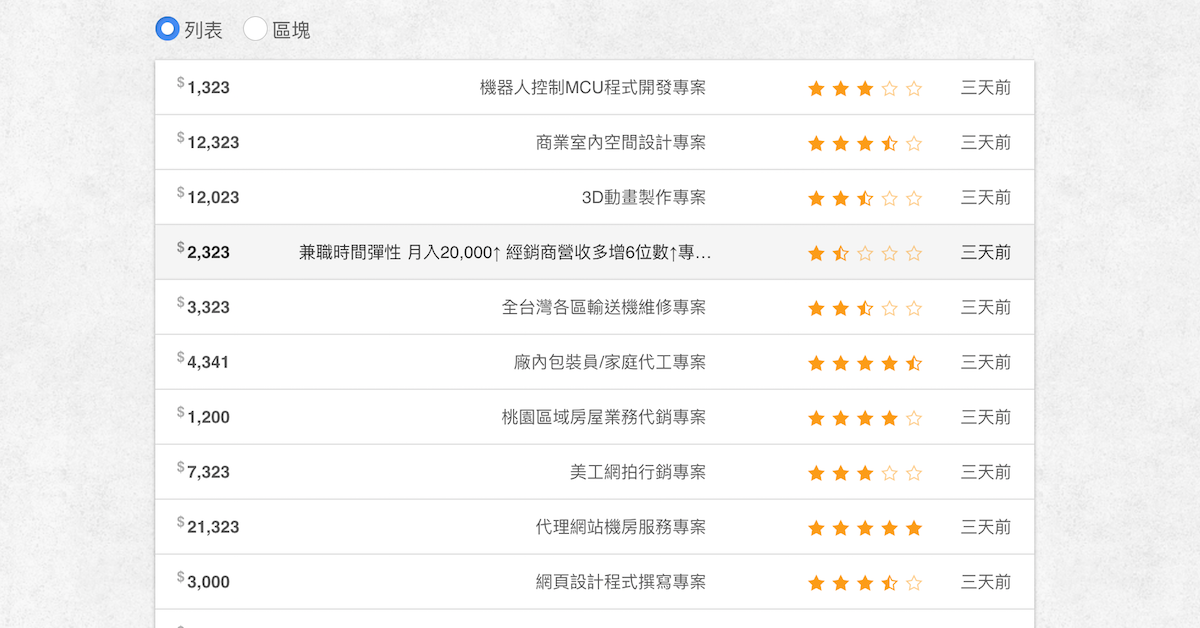 列表 區塊
$1,323 機器人控制MCU程式開發專案 三天前
$12,323 商業室內空間設計專案 三天前
$12,023 3D動畫製作專案 三天前
$2,323 兼職時間彈性 月入20,000↑ 經銷商營收多增6位數↑專… 三天前
$3,323 全台灣各區輸送機維修專案 三天前
$4,341 廠內包裝員/家庭代工專案 三天前
$1,200 桃園區域房屋業務代銷專案 三天前
$7,323 美工網拍行銷專案 三天前
$21,323 代理網站機房服務專案 三天前
$3,000 網頁設計程式撰寫專案 三天前